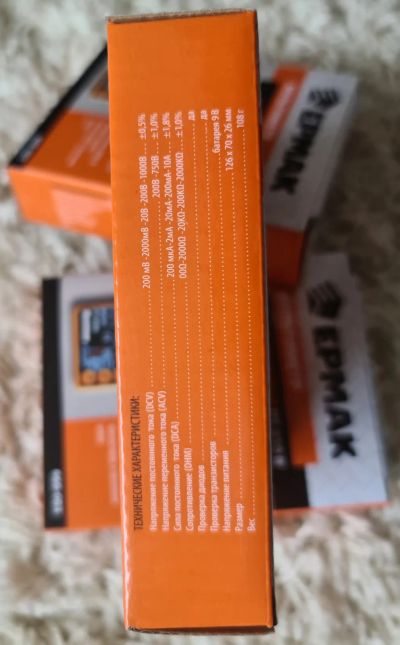 ТЕХНИЧЕСКИЕ ХАРАКТЕРИСТИКИ:
Напряжение постоянного тока (DCV) 200 мВ -2000мВ -20В -200В -1000В ±0,5%
Напряжение переменного тока (ACV) 200В -750В ±1,0%
Сила постоянного тока (DCA) 200 мкА-2мА -20мА-200мА-10А ±1,8%
Сопротивление (OHM) 00Ω-2000Ω -20КΩ-200КΩ-2000КΩ ±1,0%
Проверка диодов да
Проверка транзисторов да
Напряжение питания батарея 9 В
Размер 126 x 70 x 26 мм
Вес 108 г
ЕРМАК
ЕРМАК